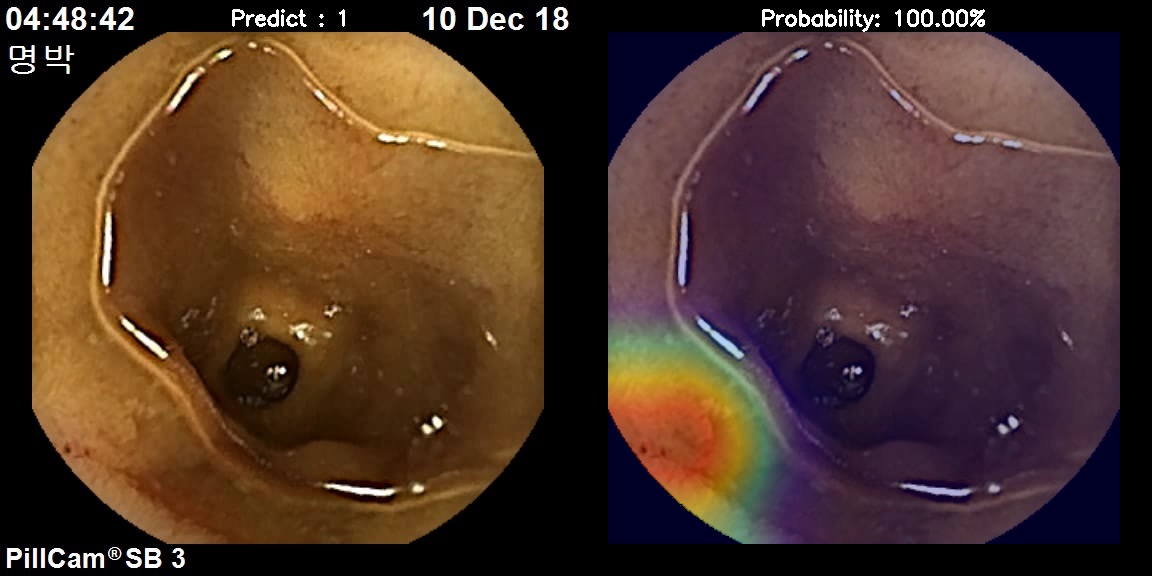 04:48:42
Predict : 1
10 Dec 18
Probability: 100.00%
명박
PillCam® SB 3